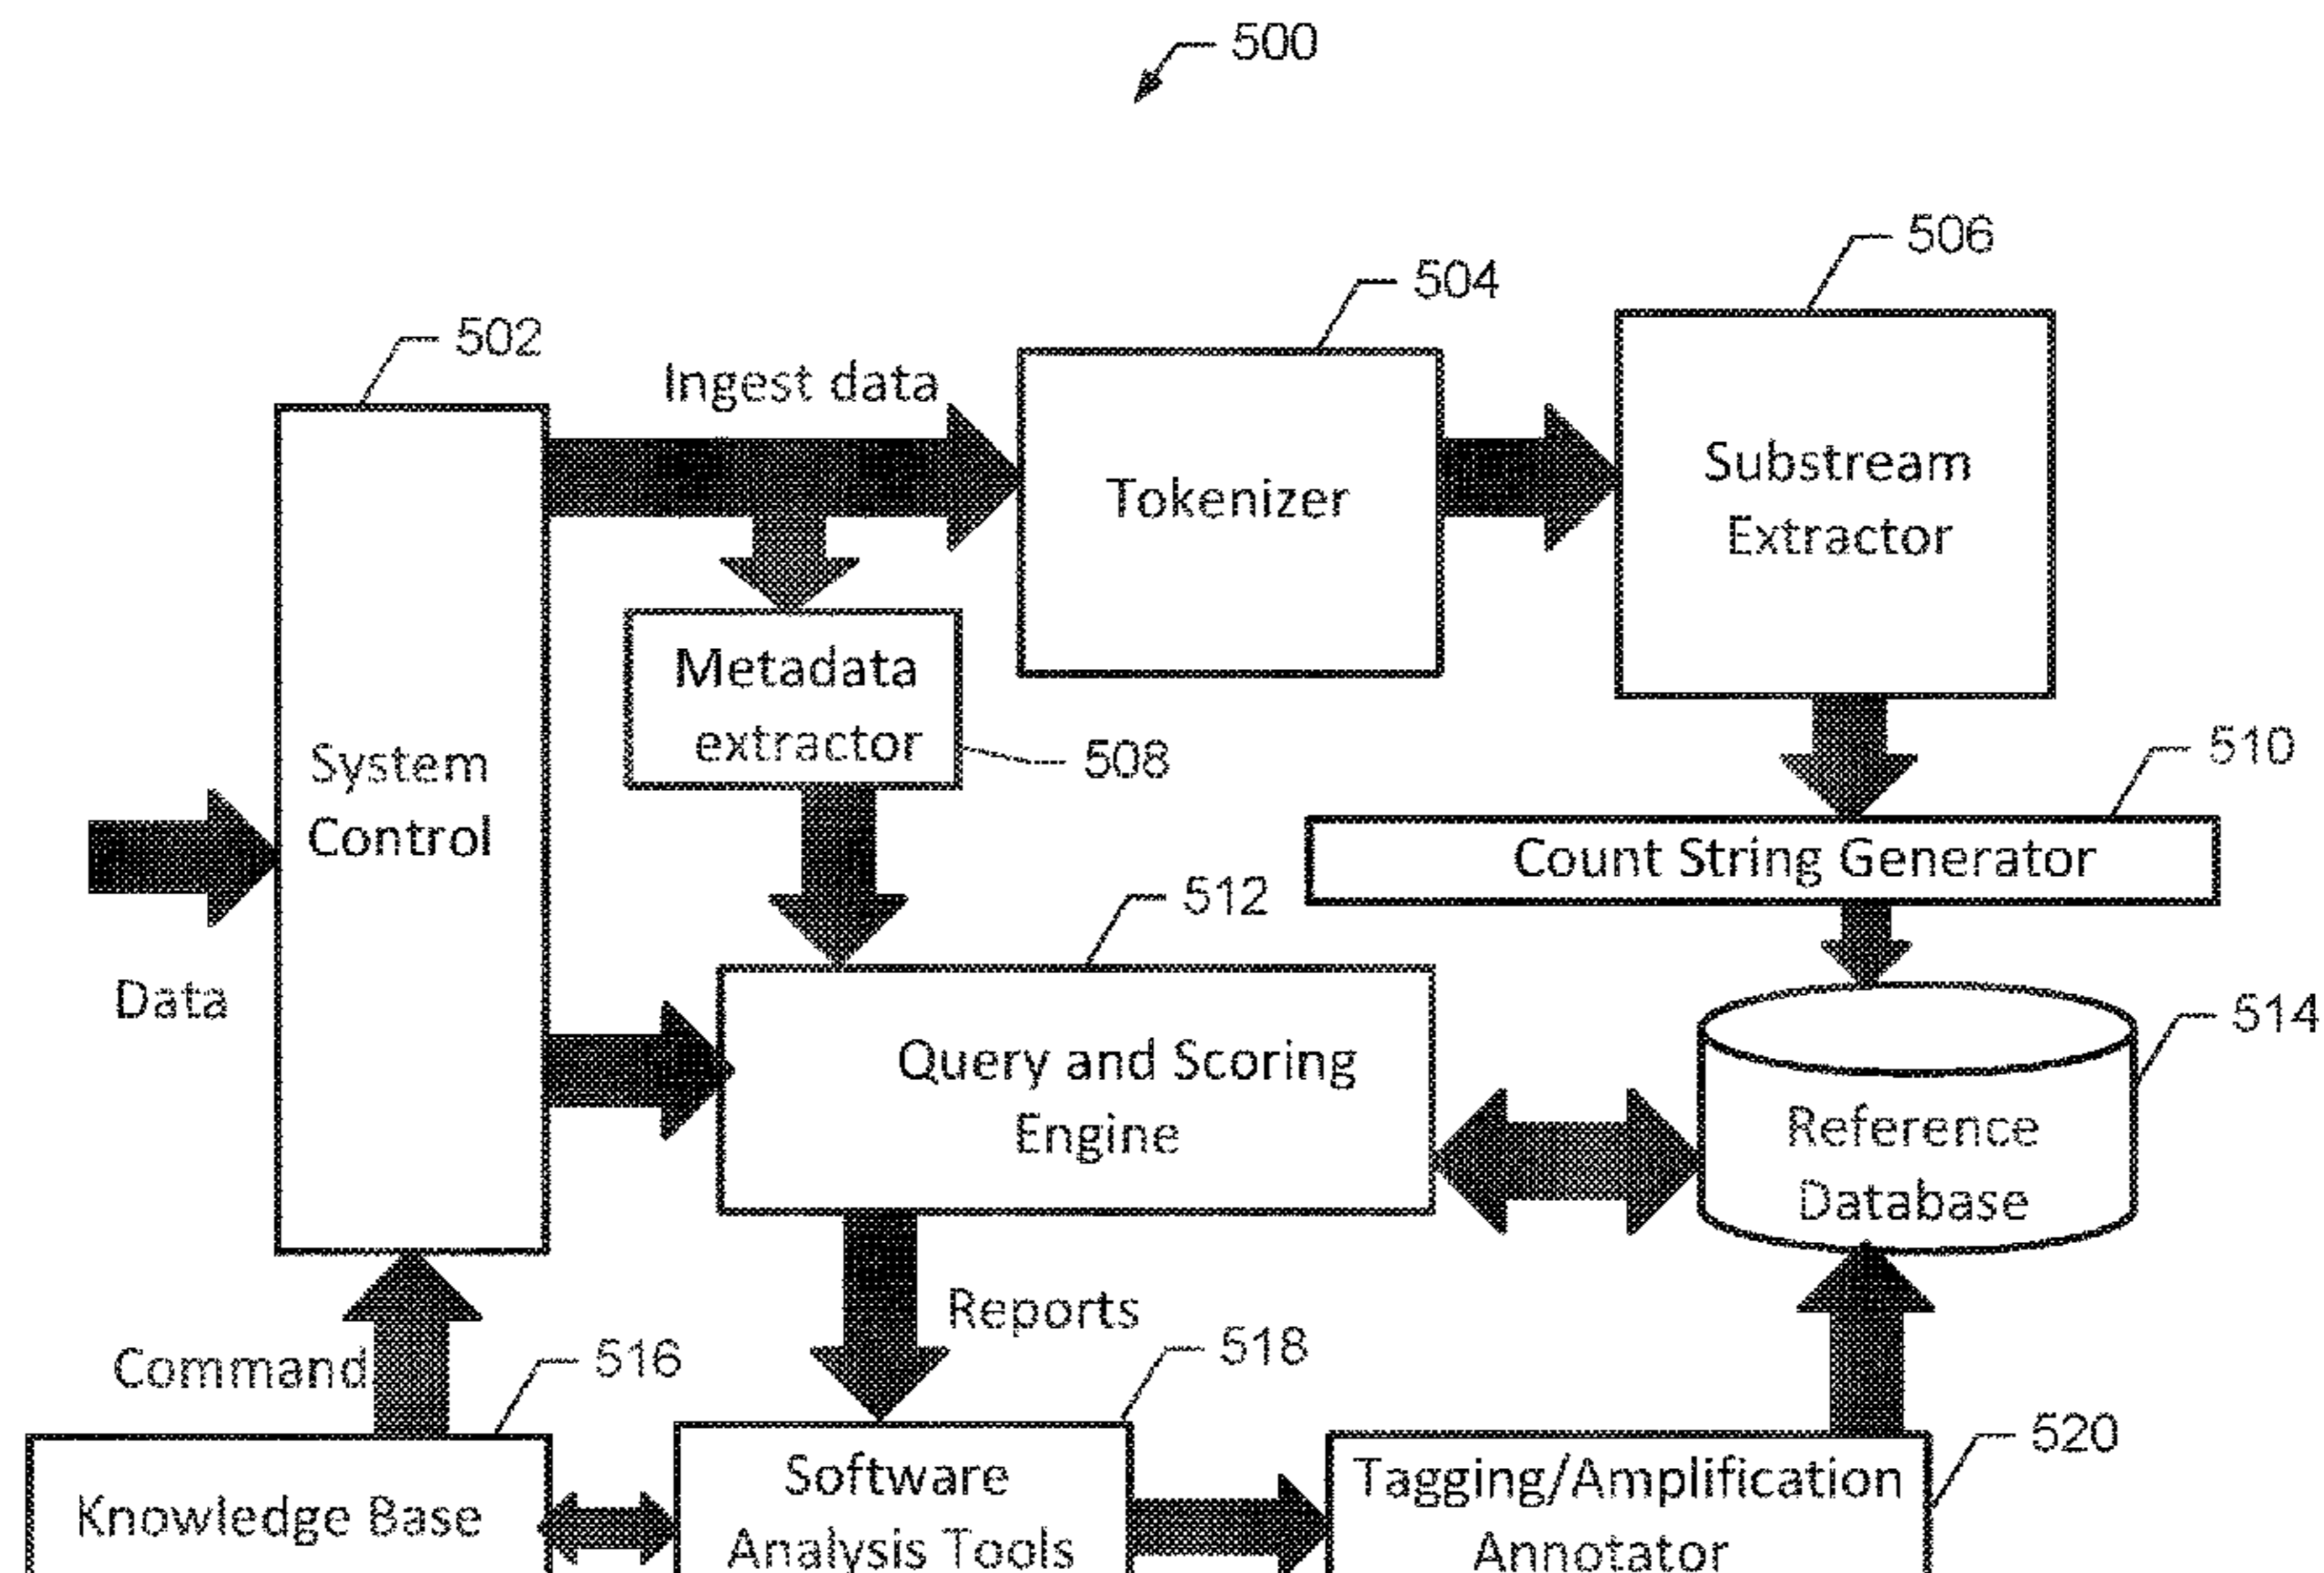 500
506
504
502
Ingest data
Tokenizer
Substream
Extractor
Metadata
extractor
508
System
Control
510
Count String Generator
512
Data
514
Query and Scoring
Engine
Reference
Database
Reports
Command
516
518
520
Knowledge Base
Software
Analysis Tools
Tagging/Amplification
Annotator